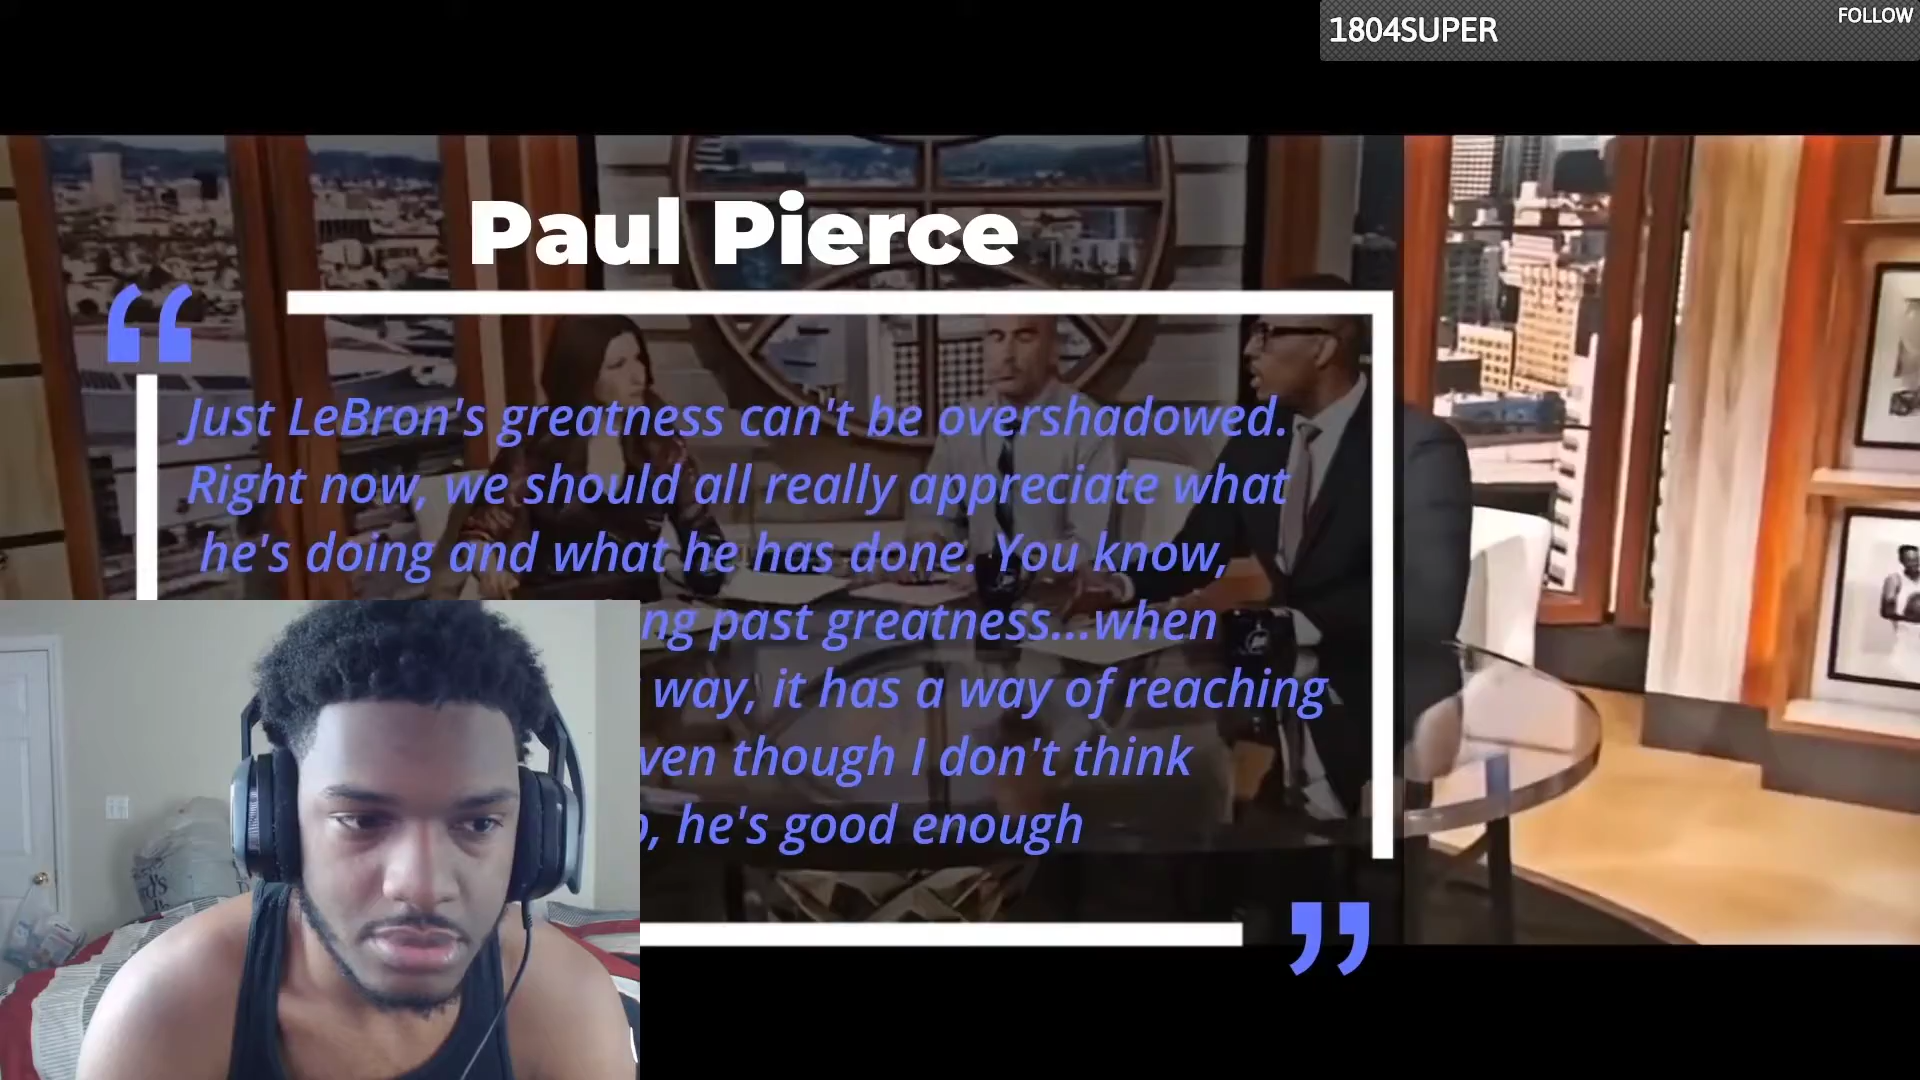 1804SUPER
FOLLOW
Paul Pierce
“
Just LeBron's greatness can't be overshadowed.
Right now, we should all really appreciate what
he's doing and what he has done. You know,
past greatness...when
way, it has a way of reaching
though I don't think
he's good enough
”